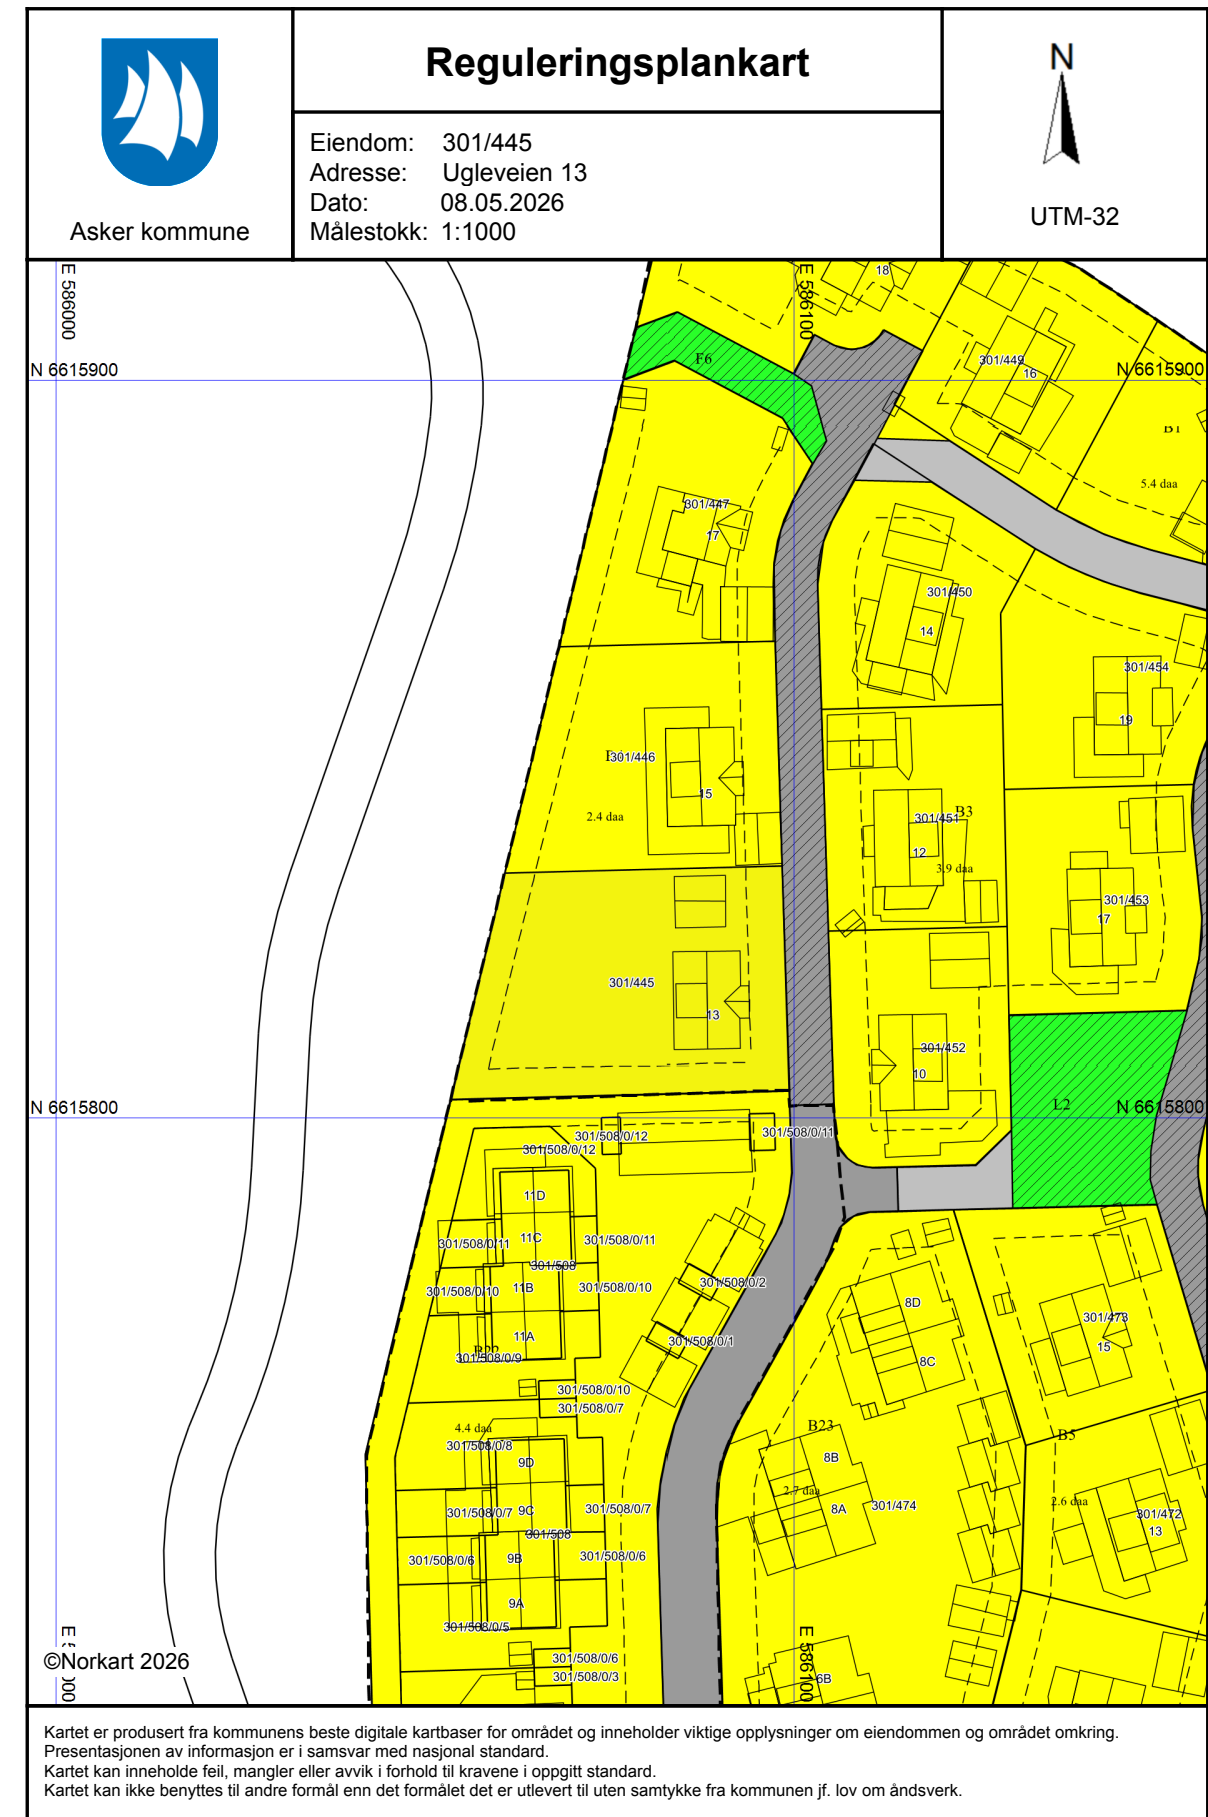 Reguleringsplankart
N
Eiendom: 301/445
Adresse: Ugleveien 13
Dato: 08.05.2026
Målestokk: 1:1000
Asker kommune
UTM-32
E 586000
E 586100
18
F6
301/449
16
N 6615900
N 6615900
B1
5.4 daa
301/447
17
301/450
14
301/454
19
301/446
15
2.4 daa
B3
301/451
12
3.9 daa
301/453
17
301/445
13
301/452
10
L2
N 6615800
N 6615800
301/508/0/12
301/508/0/11
301/508/0/12
11D
301/508/0/11
11C
301/508/0/11
301/508
301/508/0/2
301/508/0/10
11B
301/508/0/10
8D
301/473
15
11A
301/508/0/1
B22
301/508/0/9
8C
301/508/0/10
301/508/0/7
4.4 daa
B23
B5
301/508/0/8
9D
8B
2.7 daa
301/508/0/7
9C
301/508/0/7
8A
301/474
2.6 daa
301/472
13
301/508
301/508/0/6
9B
301/508/0/6
9A
301/508/0/5
301/508/0/6
301/508/0/3
6B
E 586100
©Norkart 2026
Kartet er produsert fra kommunens beste digitale kartbaser for området og inneholder viktige opplysninger om eiendommen og området omkring.
Presentasjonen av informasjon er i samsvar med nasjonal standard.
Kartet kan inneholde feil, mangler eller avvik i forhold til kravene i oppgitt standard.
Kartet kan ikke benyttes til andre formål enn det formålet det er utlevert til uten samtykke fra kommunen jf. lov om åndsverk.